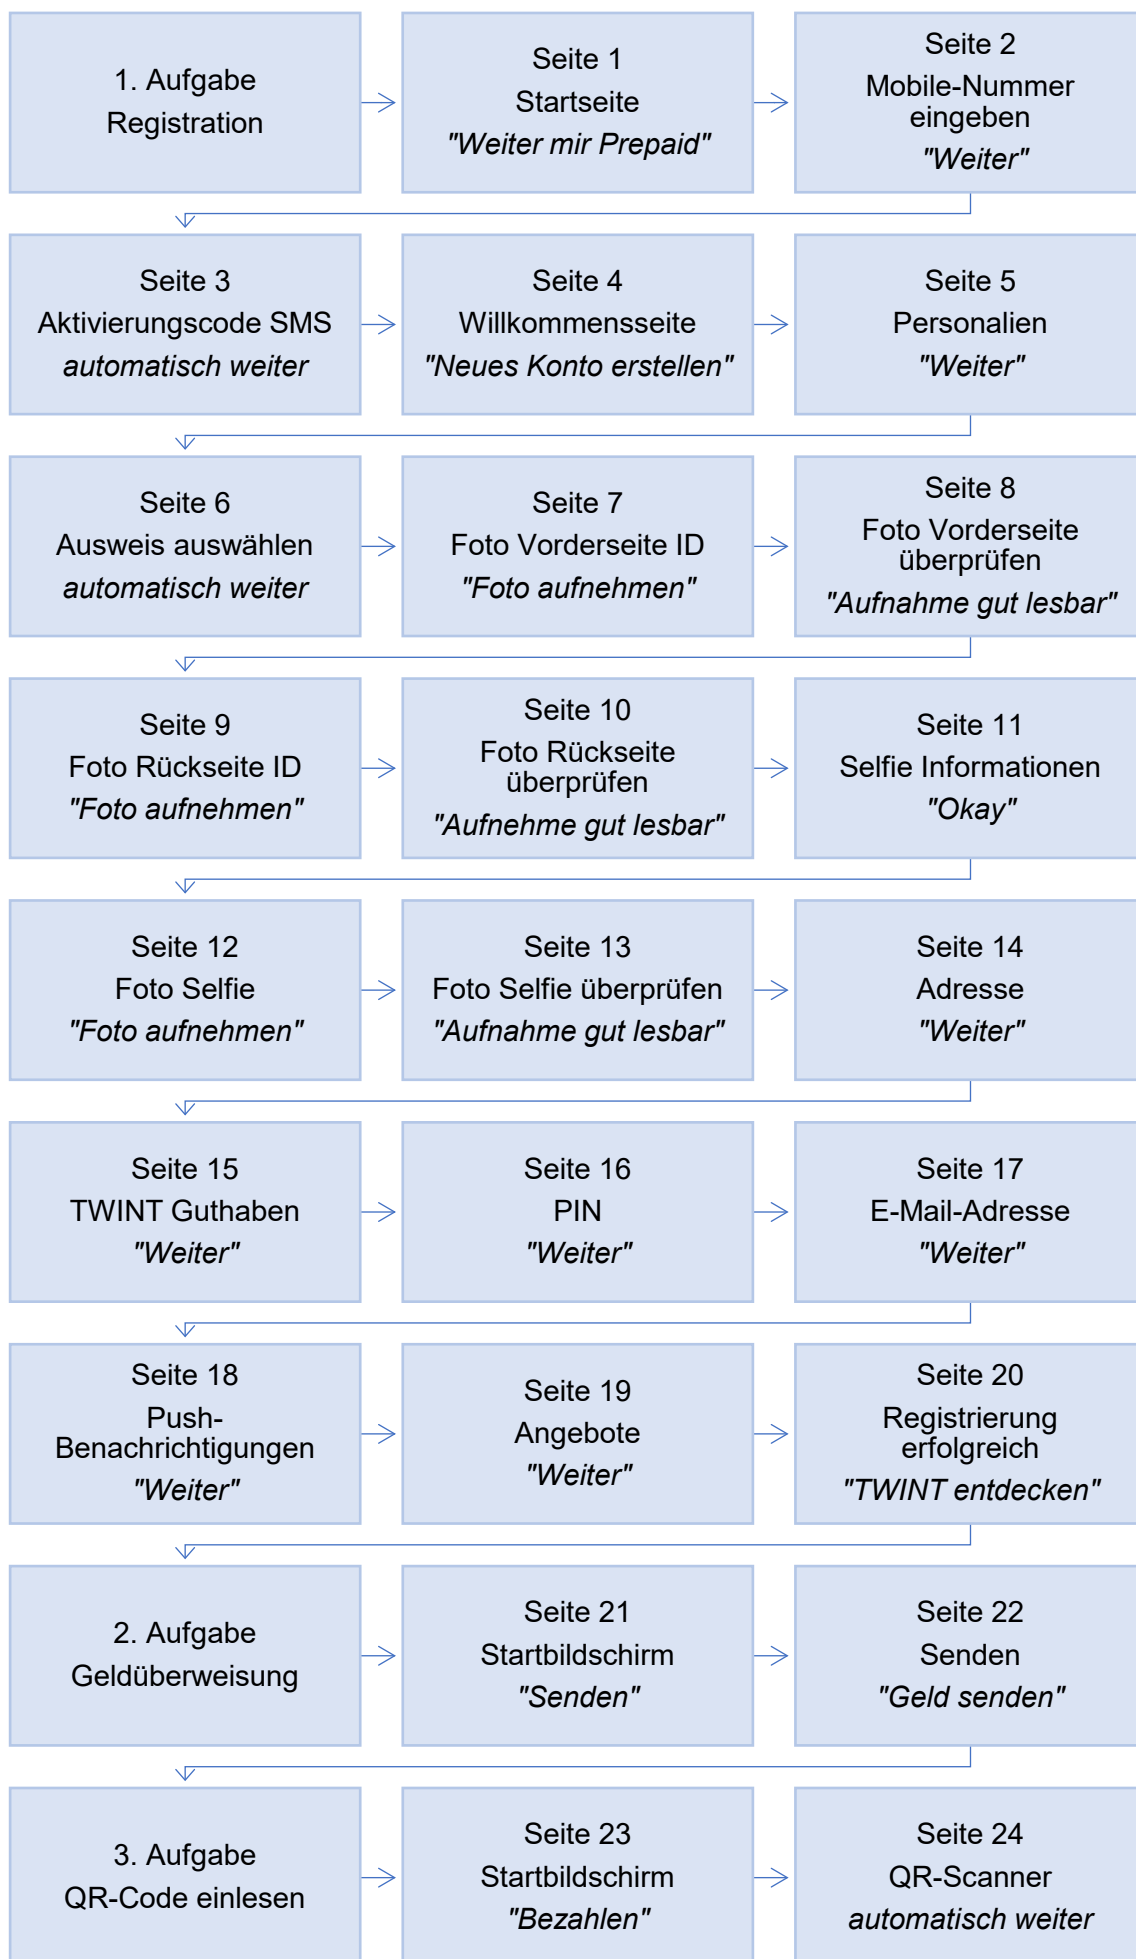 1. Aufgabe
Registration
Seite 1
Startseite
"Weiter mir Prepaid"
Seite 2
Mobile-Nummer
eingeben
"Weiter"
Seite 3
Aktivierungscode SMS
automatisch weiter
Seite 4
Willkommensseite
"Neues Konto erstellen"
Seite 5
Personalien
"Weiter"
Seite 6
Ausweis auswählen
automatisch weiter
Seite 7
Foto Vorderseite ID
"Foto aufnehmen"
Seite 8
Foto Vorderseite
überprüfen
"Aufnahme gut lesbar"
Seite 9
Foto Rückseite ID
"Foto aufnehmen"
Seite 10
Foto Rückseite
überprüfen
"Aufnehme gut lesbar"
Seite 11
Selfie Informationen
"Okay"
Seite 12
Foto Selfie
"Foto aufnehmen"
Seite 13
Foto Selfie überprüfen
"Aufnahme gut lesbar"
Seite 14
Adresse
"Weiter"
Seite 15
TWINT Guthaben
"Weiter"
Seite 16
PIN
"Weiter"
Seite 17
E-Mail-Adresse
"Weiter"
Seite 18
Push-
Benachrichtigungen
"Weiter"
Seite 19
Angebote
"Weiter"
Seite 20
Registrierung
erfolgreich
"TWINT entdecken"
2. Aufgabe
Geldüberweisung
Seite 21
Startbildschirm
"Senden"
Seite 22
Senden
"Geld senden"
3. Aufgabe
QR-Code einlesen
Seite 23
Startbildschirm
"Bezahlen"
Seite 24
QR-Scanner
automatisch weiter